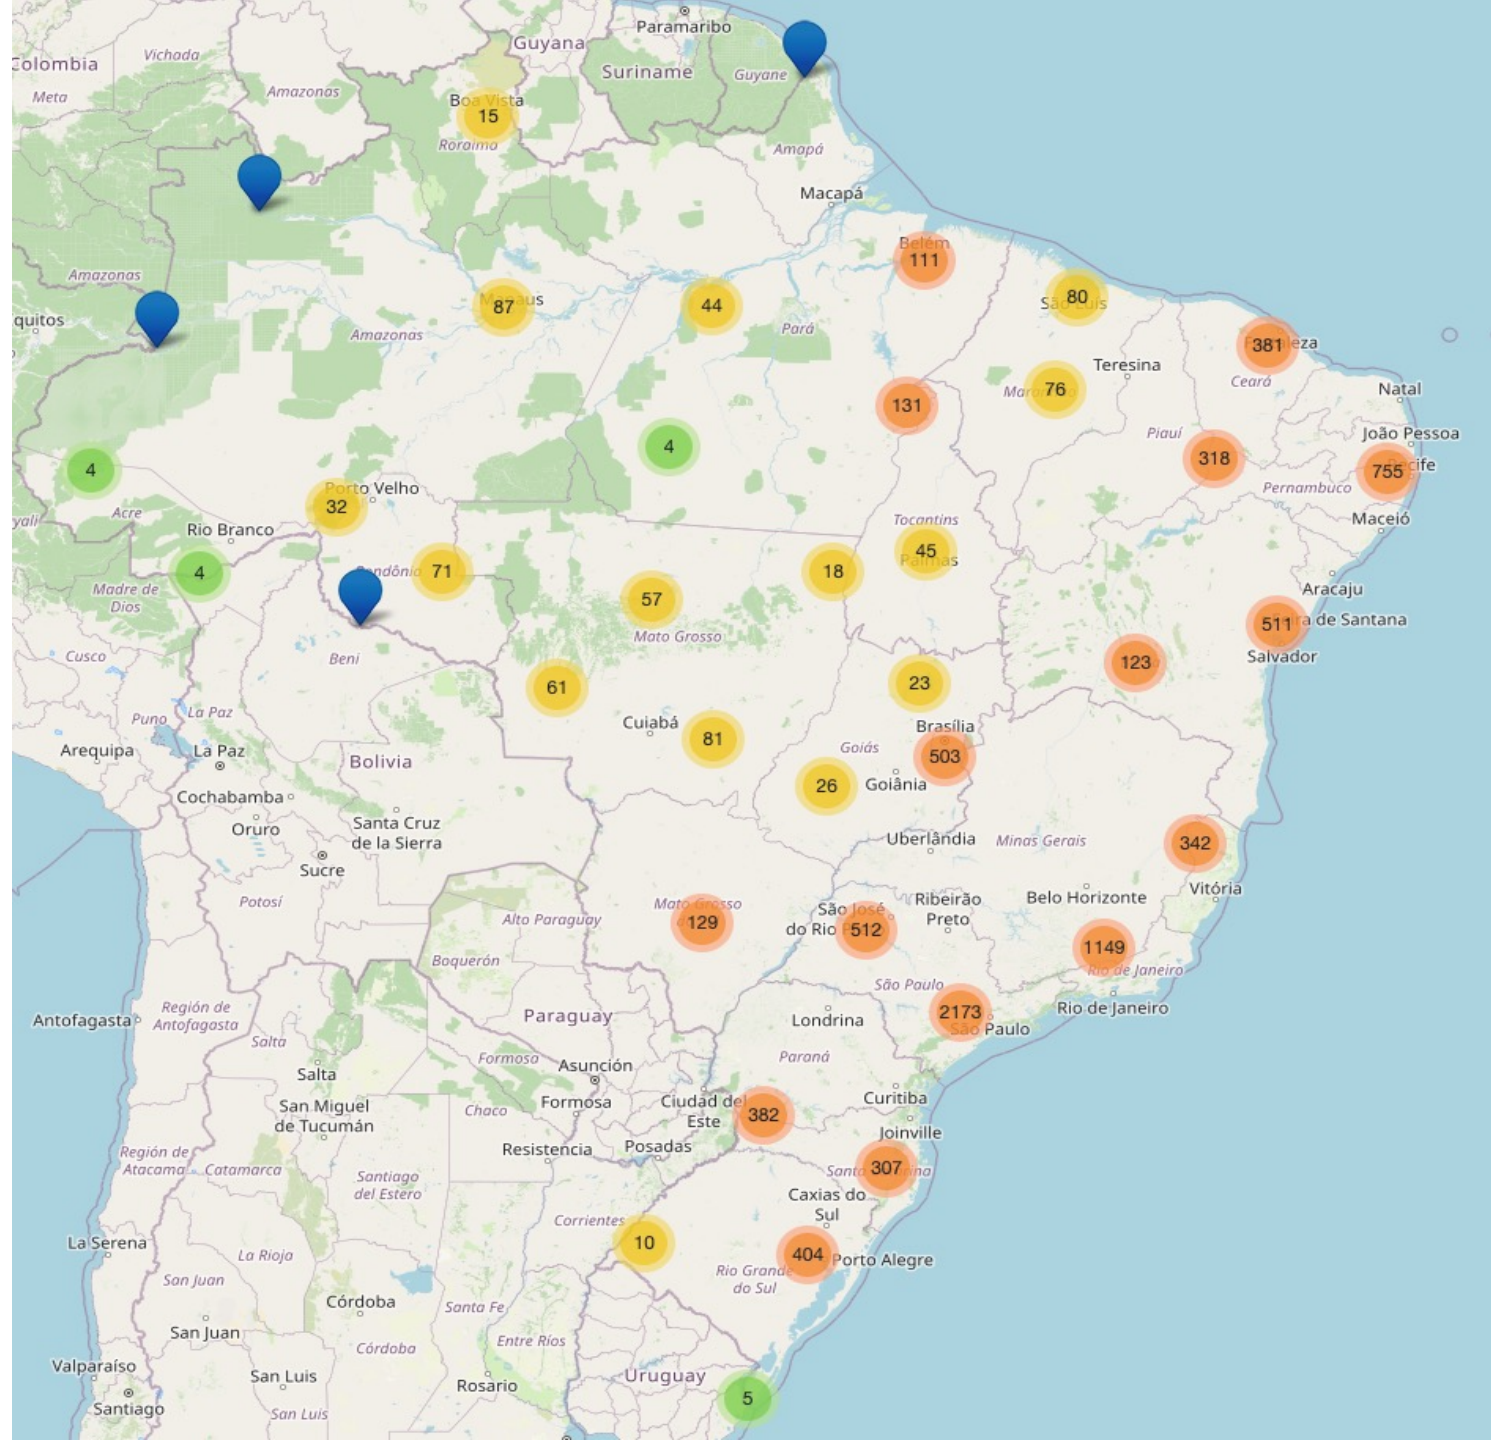 Paramaribo
Guyana
Vichada
Colombia
Suriname
Guyane
Meta
Amazonas
Boa Vista
15
Roraima
Amapá
Macapá
Belém
111
Amazonas
80
87
44
quitos
Pará
Amazonas
381
Teresina
Ceará
Natal
76
131
Piauí
João Pessoa
4
318
755
4
Porto Velho
Pernambuco
32
Acre
Maceió
Rio Branco
Tocantins
45
Palmas
4
71
18
Madre de
Dios
Aracaju
57
511
Mato Grosso
Salvador
Cusco
Beni
123
61
23
Puno
La Paz
Cuiabá
Brasília
81
Arequipa
La Paz
Goiás
503
Bolivia
26
Goiânia
Cochabamba
Oruro
Santa Cruz
de la Sierra
Uberlândia
Minas Gerais
342
Sucre
Vitória
Potosí
Ribeirão
Preto
Belo Horizonte
Alto Paraguay
129
512
1149
Boquerón
Rio de Janeiro
São Paulo
Región de
Antofagasta
Antofagasta
Paraguay
2173
São Paulo
Rio de Janeiro
Londrina
Salta
Formosa
Paraná
Asunción
Salta
San Miguel
de Tucumán
Chaco
Formosa
Ciudad del
Este
382
Curitiba
Joinville
Resistencia
Posadas
Región de
Atacama
Catamarca
307
Santiago
del Estero
Caxias do
Sul
Corrientes
La Serena
10
404
Porto Alegre
La Rioja
Rio Grande
do Sul
San Juan
Córdoba
Santa Fe
San Juan
Entre Ríos
Córdoba
Valparaíso
San Luis
Rosario
Uruguay
5
Santiago
San Luis